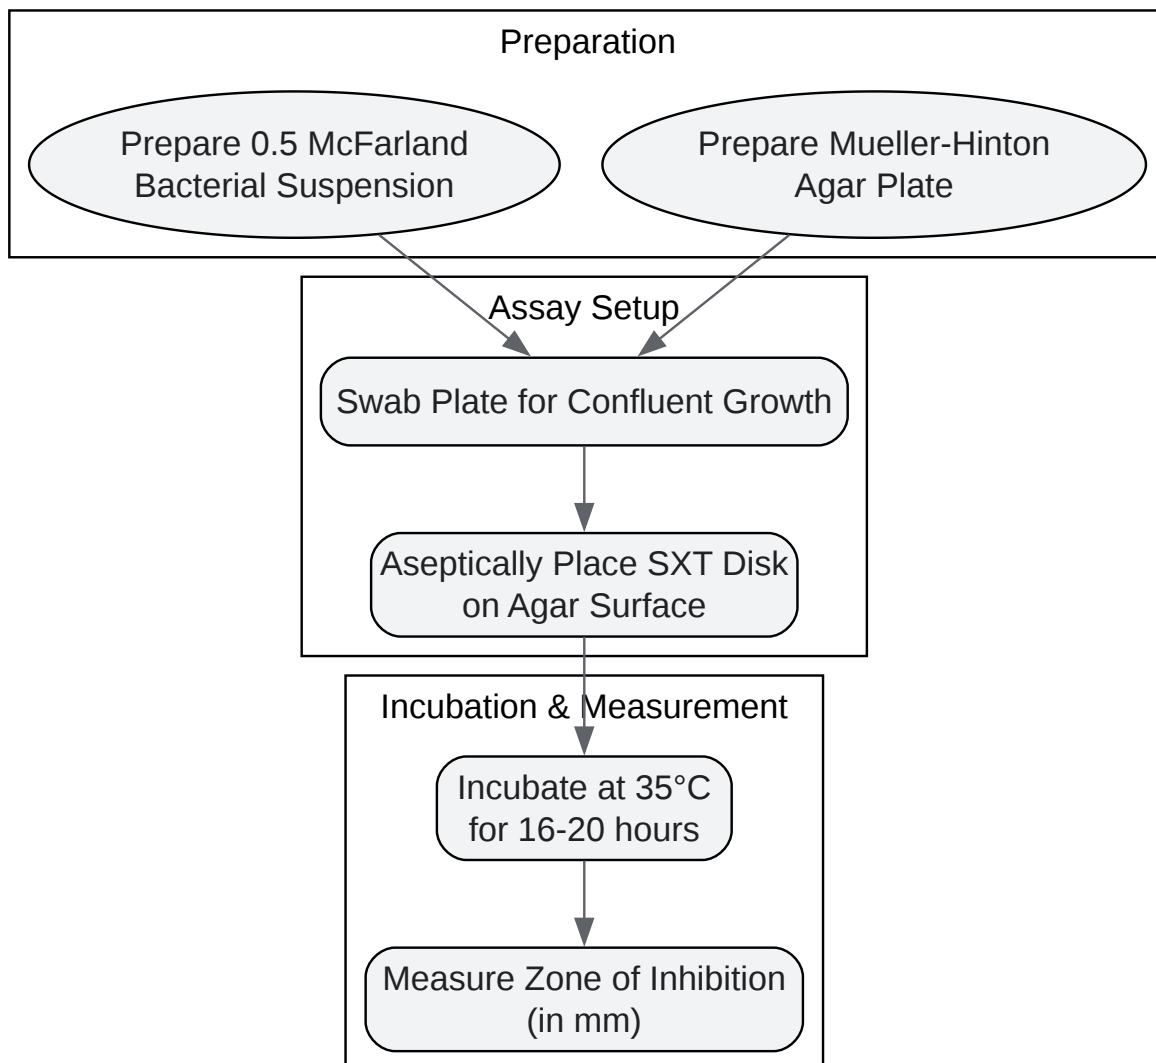 Preparation
Prepare 0.5 McFarland
Bacterial Suspension
Prepare Mueller-Hinton
Agar Plate
Assay Setup
Swab Plate for Confluent Growth
Aseptically Place SXT Disk
on Agar Surface
Incubation & Measurement
Incubate at 35°C
for 16-20 hours
Measure Zone of Inhibition
(in mm)